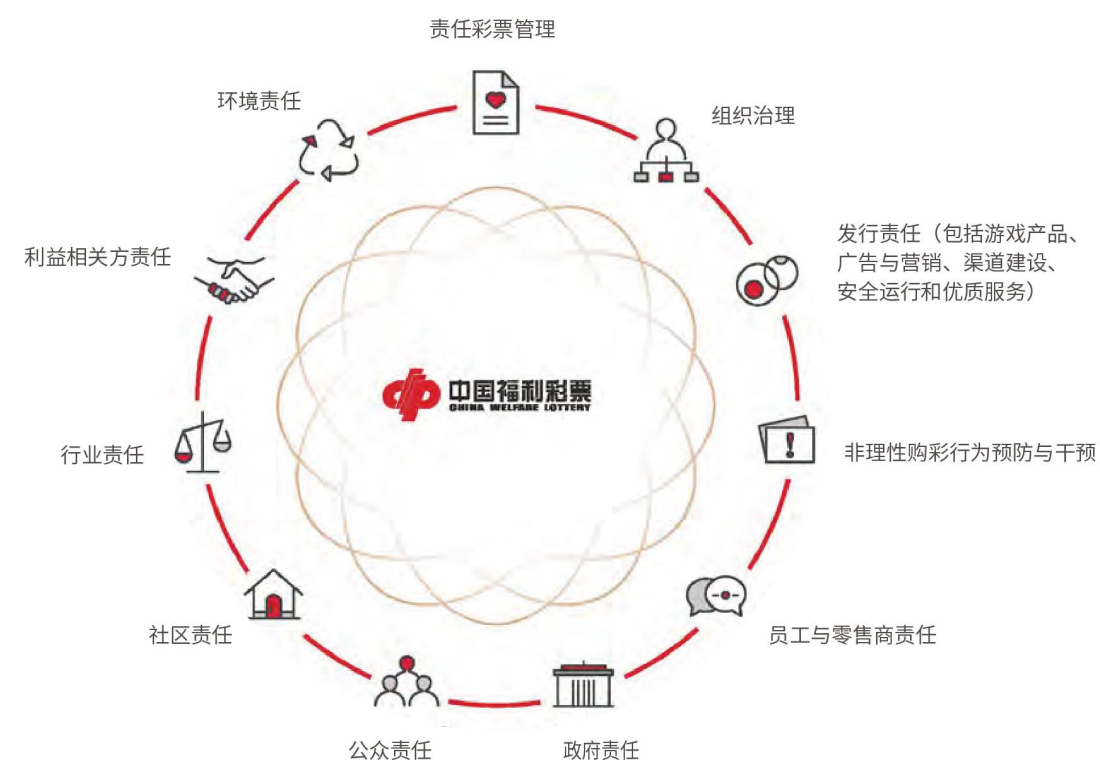 责任彩票管理
组织治理
发行责任（包括游戏产品、
广告与营销、渠道建设、
安全运行和优质服务）
非理性购彩行为预防与干预
员工与零售商责任
政府责任
公众责任
社区责任
行业责任
利益相关方责任
环境责任
中国福利彩票
CHINA WELFARE LOTTERY